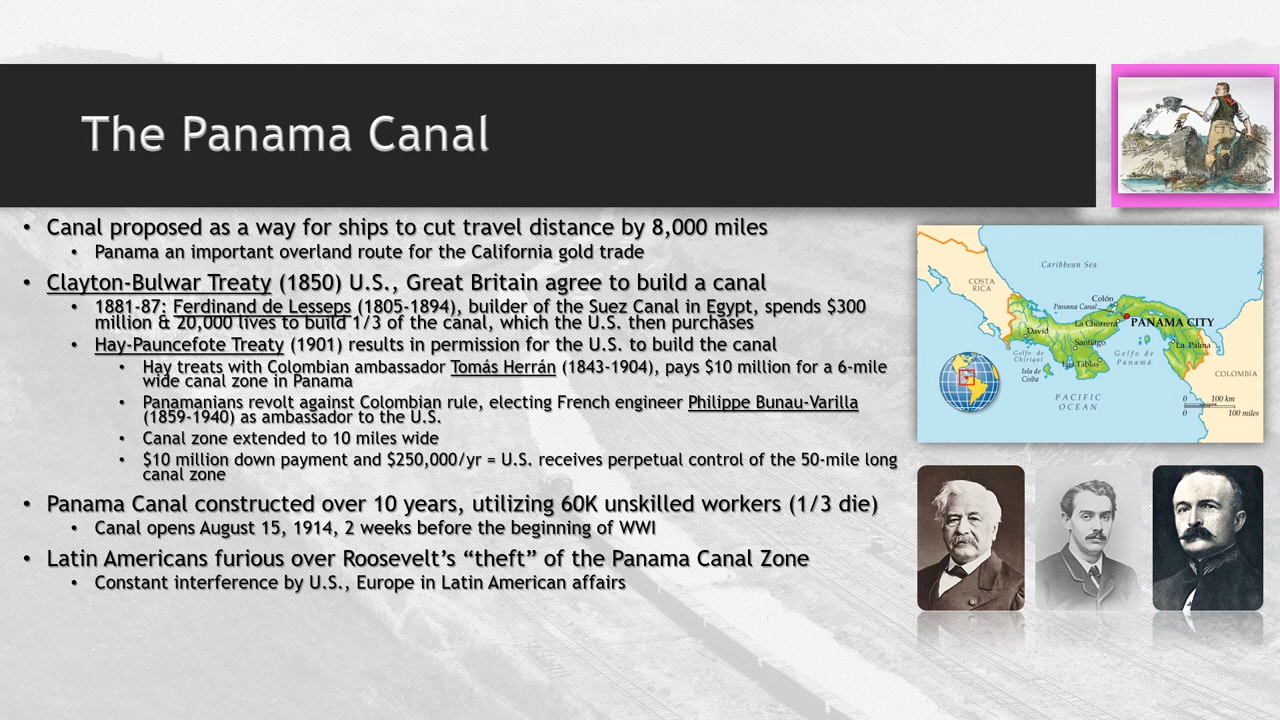 The Panama Canal
• Canal proposed as a way for ships to cut travel distance by 8,000 miles
• Panama an important overland route for the California gold trade
• Clayton-Bulwar Treaty (1850) U.S., Great Britain agree to build a canal
• 1881-87: Ferdinand de Lesseps (1805-1894), builder of the Suez Canal in Egypt, spends $300
million & 20,000 lives to build 1/3 of the canal, which the U.S. then purchases
• Hay-Pauncefote Treaty (1901) results in permission for the U.S. to build the canal
• Hay treats with Colombian ambassador Tomás Herrán (1843-1904), pays $10 million for a 6-mile
wide canal zone in Panama
• Panamanians revolt against Colombian rule, electing French engineer Philippe Bunau-Varilla
(1859-1940) as ambassador to the U.S.
• Canal zone extended to 10 miles wide
• $10 million down payment and $250,000/yr = U.S. receives perpetual control of the 50-mile long
canal zone
• Panama Canal constructed over 10 years, utilizing 60K unskilled workers (1/3 die)
• Canal opens August 15, 1914, 2 weeks before the beginning of WWI
• Latin Americans furious over Roosevelt’s “theft” of the Panama Canal Zone
• Constant interference by U.S., Europe in Latin American affairs
Caribbean Sea
COSTA
RICA
Colón
Panama Canal
La Chorrera
PANAMA CITY
David
Santiago
La Palma
Golfo de
Chiriquí
Golfo de
Panamá
Las Tablas
Isla de
Coiba
COLOMBIA
PACIFIC
OCEAN
0 100 km
0 100 miles